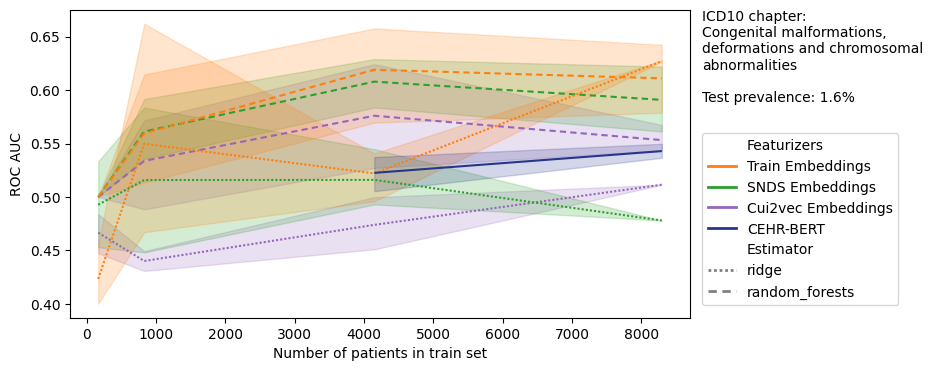 ICD10 chapter:
Congenital malformations,
deformations and chromosomal
abnormalities
Test prevalence: 1.6%
ROC AUC
0.65
0.60
0.55
0.50
0.45
0.40
0
1000
2000
3000
4000
5000
6000
7000
8000
Number of patients in train set
Featurizers
Train Embeddings
SNDS Embeddings
Cui2vec Embeddings
CEHR-BERT
Estimator
ridge
random_forests